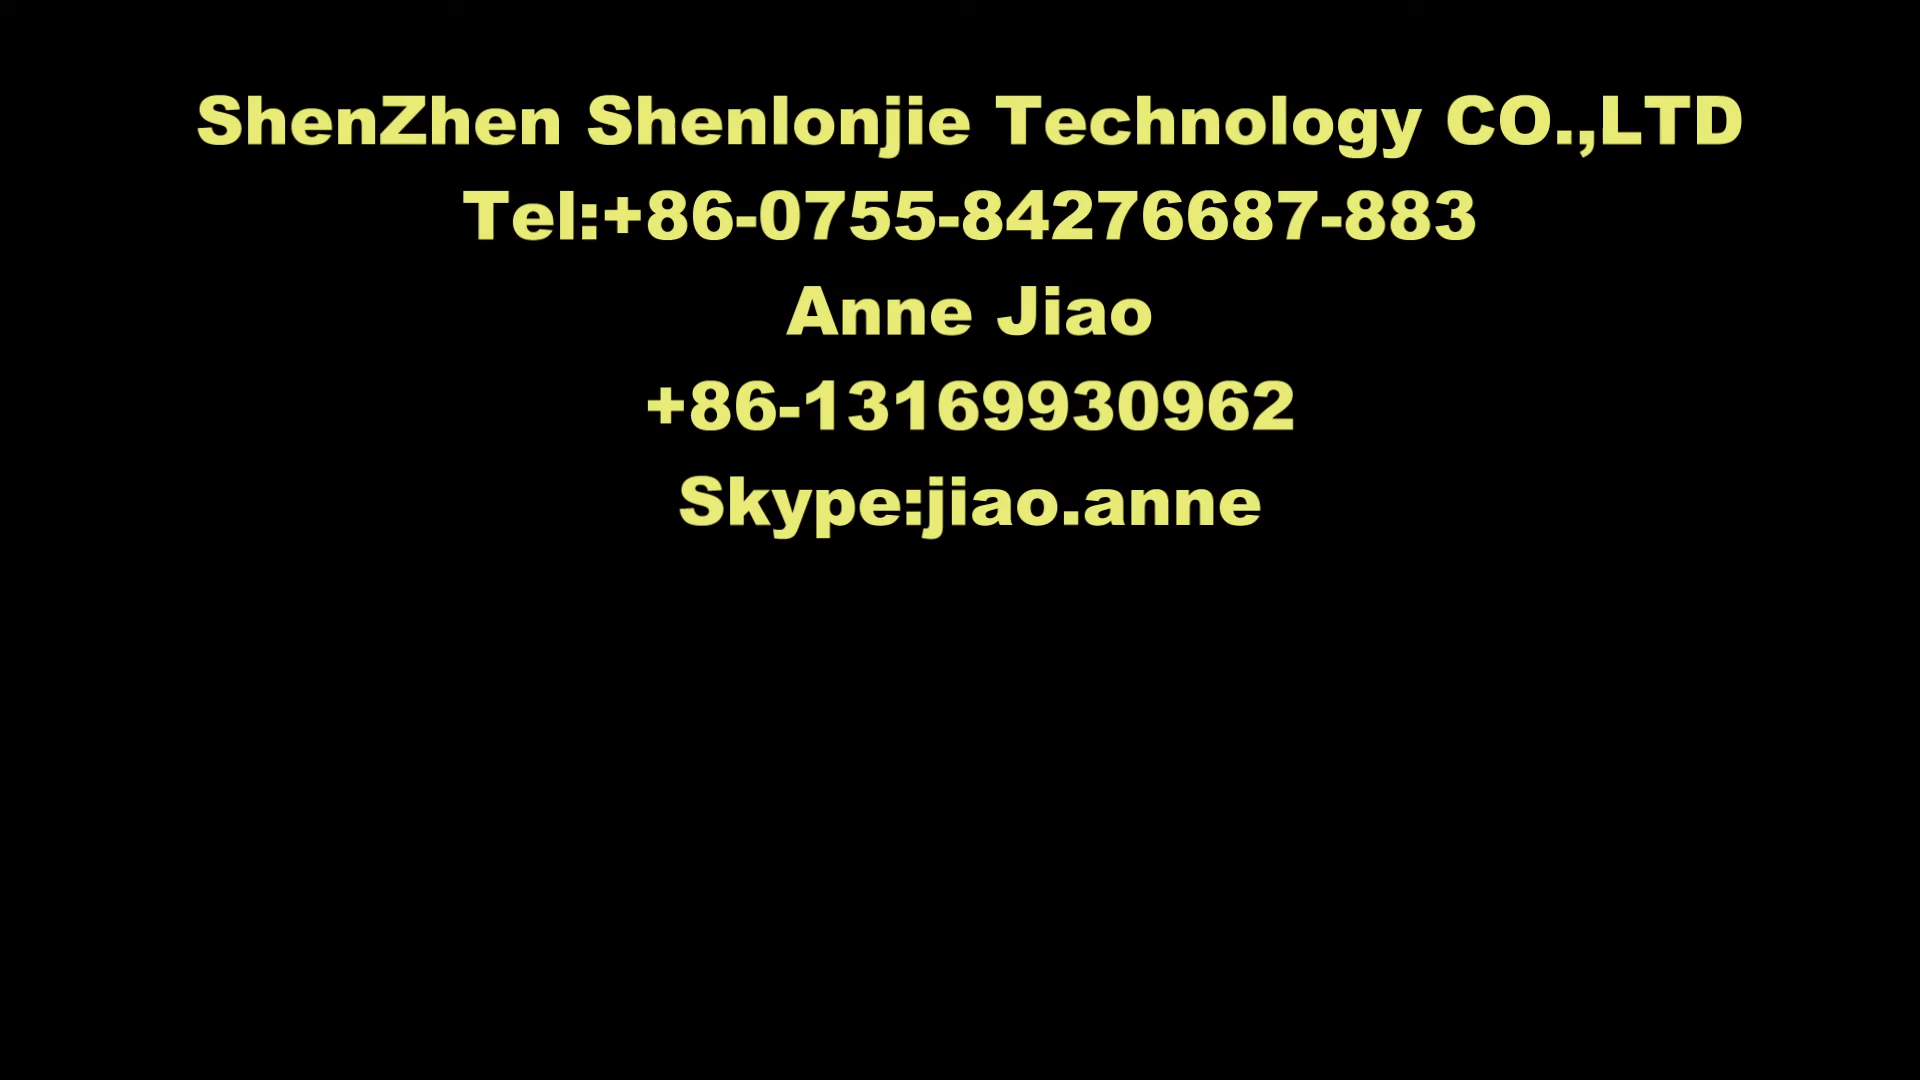 ShenZhen Shenlonjie Technology CO.,LTD
Tel:+86-0755-84276687-883
Anne Jiao
+86-13169930962
Skype:jiao.anne